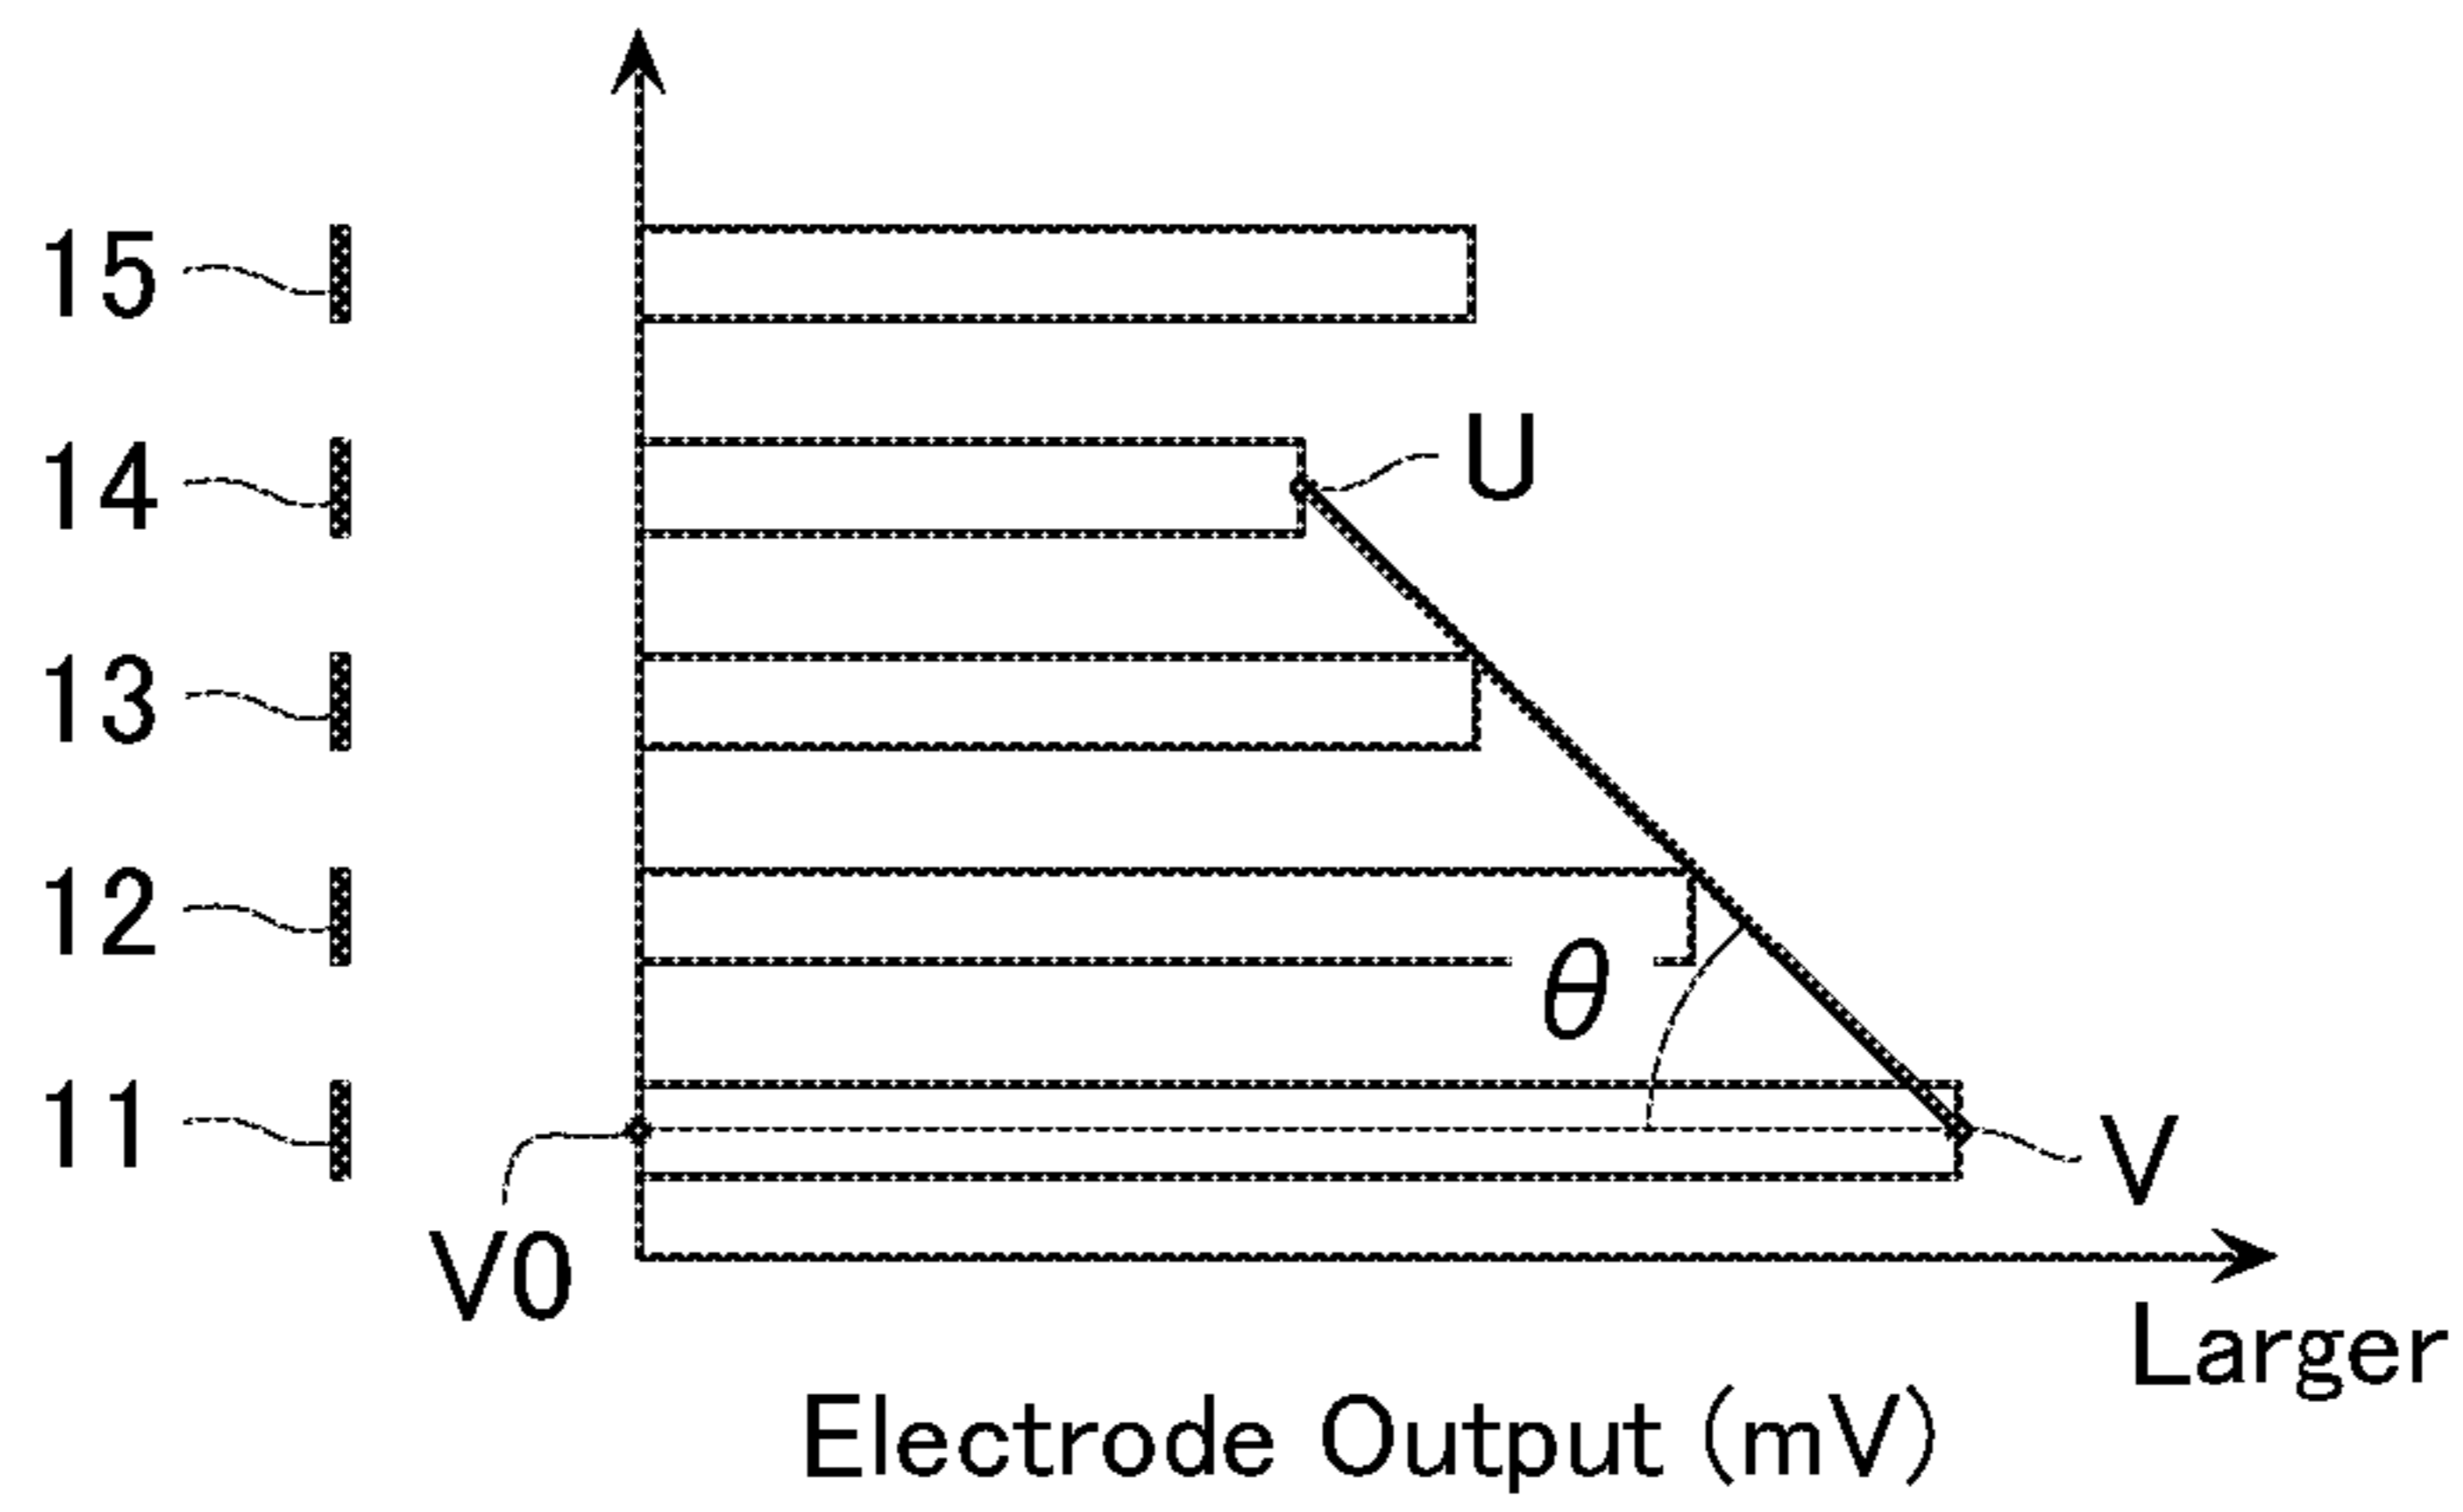 15
14
U
13
12
θ
11
V
V0
Larger
Electrode Output (mV)